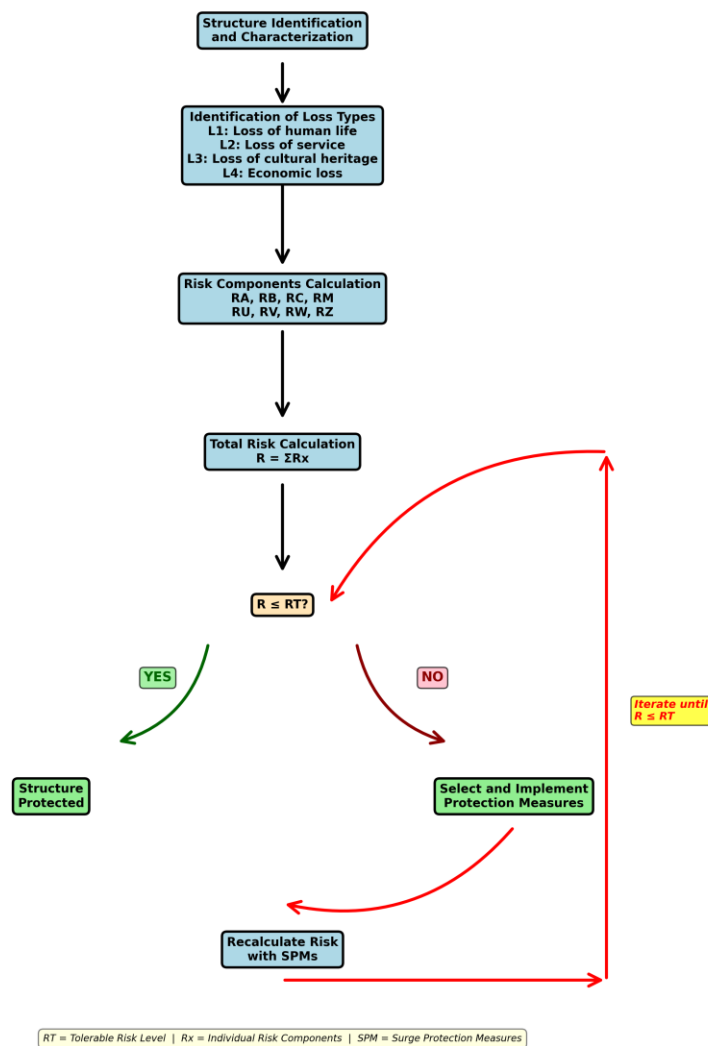 Structure Identification
and Characterization
Identification of Loss Types
L1: Loss of human life
L2: Loss of service
L3: Loss of cultural heritage
L4: Economic loss
Risk Components Calculation
RA, RB, RC, RM
RU, RV, RW, RZ
Total Risk Calculation
R = ΣRx
R ≤ RT?
YES
NO
Iterate until
R ≤ RT
Structure
Protected
Select and Implement
Protection Measures
Recalculate Risk
with SPMs
RT = Tolerable Risk Level | Rx = Individual Risk Components | SPM = Surge Protection Measures